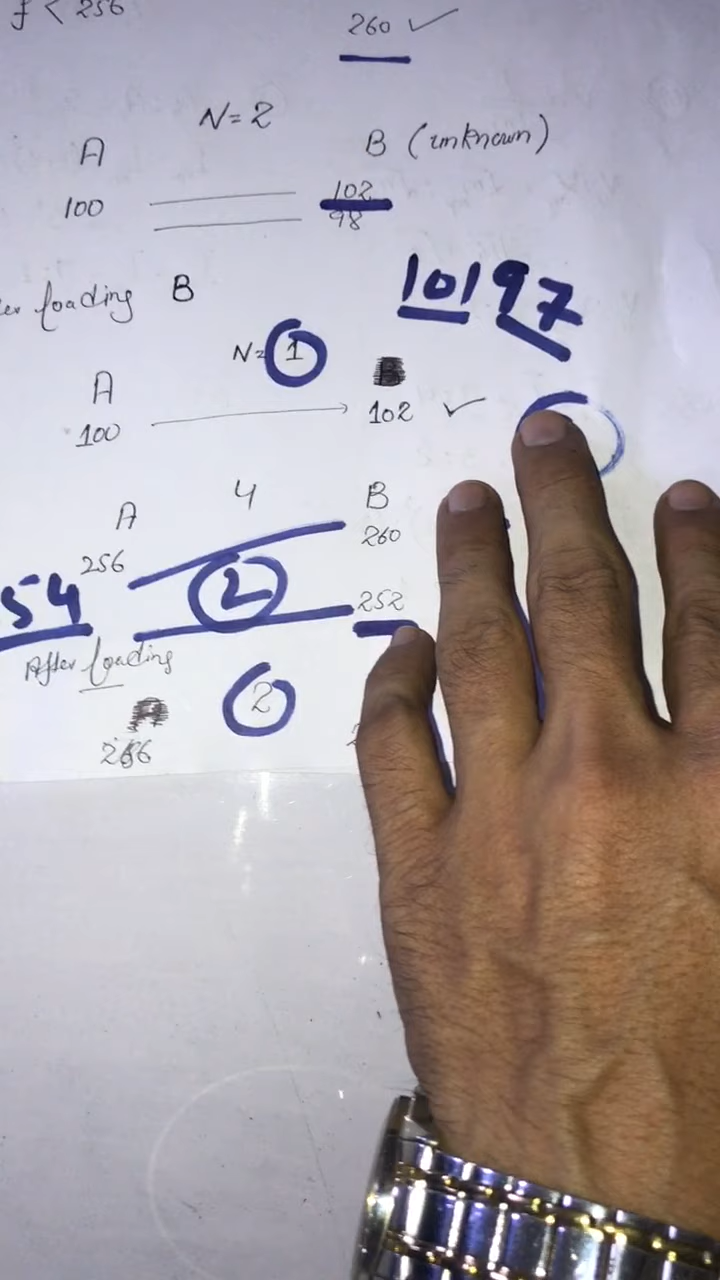 f < 256
260 ✓
N = 2
A B (unknown)
100 102
98
loading B
10197
N= 1
A B
100 102 ✓
4
A B
256 260
54 2 252
After loading
A 2